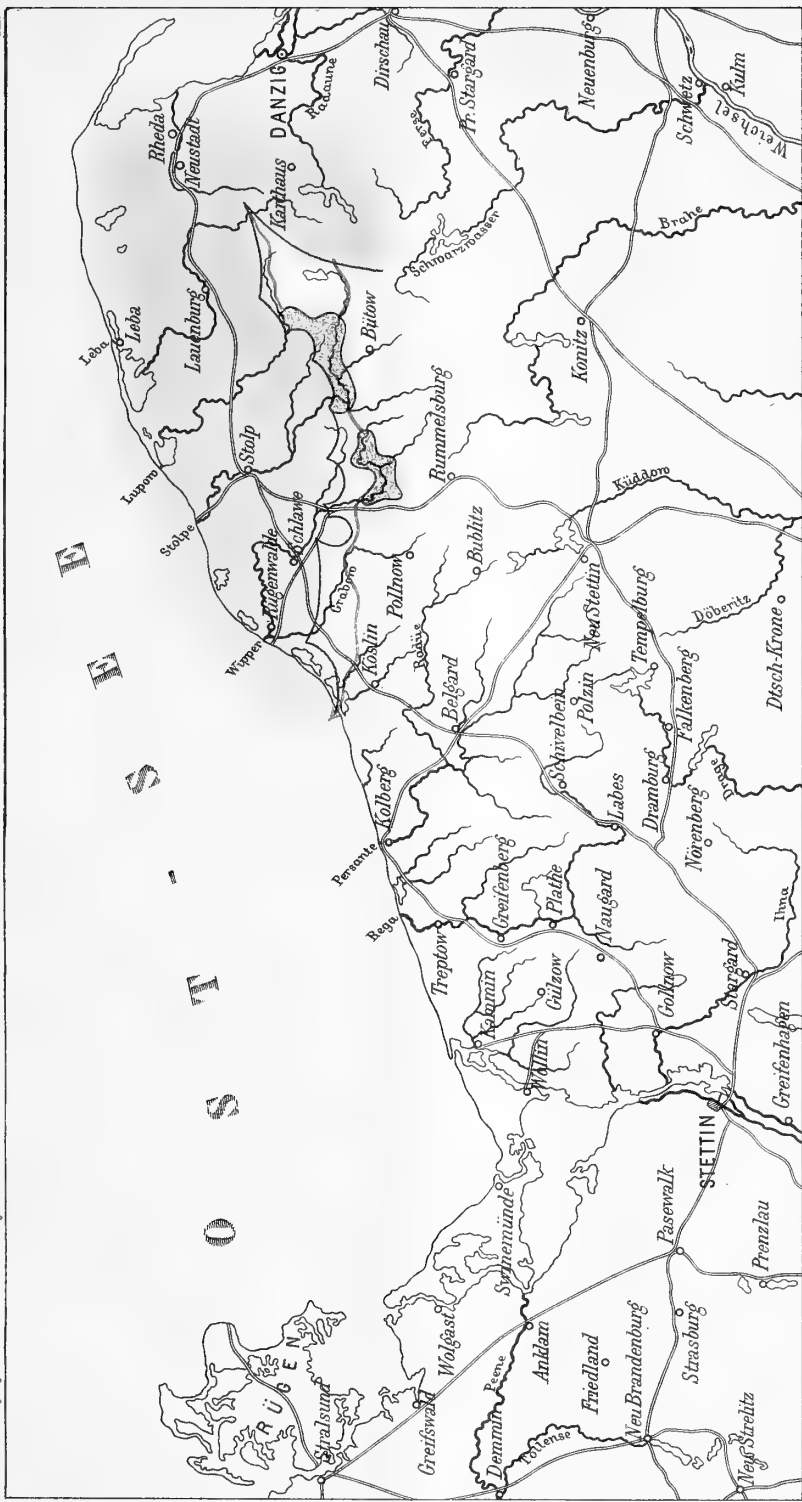 OST-SEE
RÜGEN
Stralsund
Greifswald
Wolgast
Demmin
Peene
Tollense
Anklam
Friedland
Neu Brandenburg
Strasburg
Neu Strelitz
Pasewalk
Prenzlau
Swinemünde
STETTIN
Greifenhagen
Wollin
Kammin
Gülzow
Gollnow
Stargard
Ihna
Naugard
Plathe
Greifenberg
Treptow
Rega
Persante
Kolberg
Labes
Schivelbein
Nörenberg
Dramburg
Drage
Falkenberg
Polzin
Tempelburg
Belgard
Köslin
Radüe
Neu Stettin
Döberitz
Dtsch-Krone
Küddow
Bublitz
Pollnow
Grabow
Wipper
Rügenwalde
Schlawe
Stolpe
Stolp
Lupow
Rummelsburg
Bütow
Konitz
Leba
Leba
Lauenburg
Rheda
Neustadt
Karthaus
DANZIG
Radaune
Dirschau
Ferse
Pr. Stargard
Schwarzwasser
Brahe
Neuenburg
Schwetz
Kulm
Weichsel